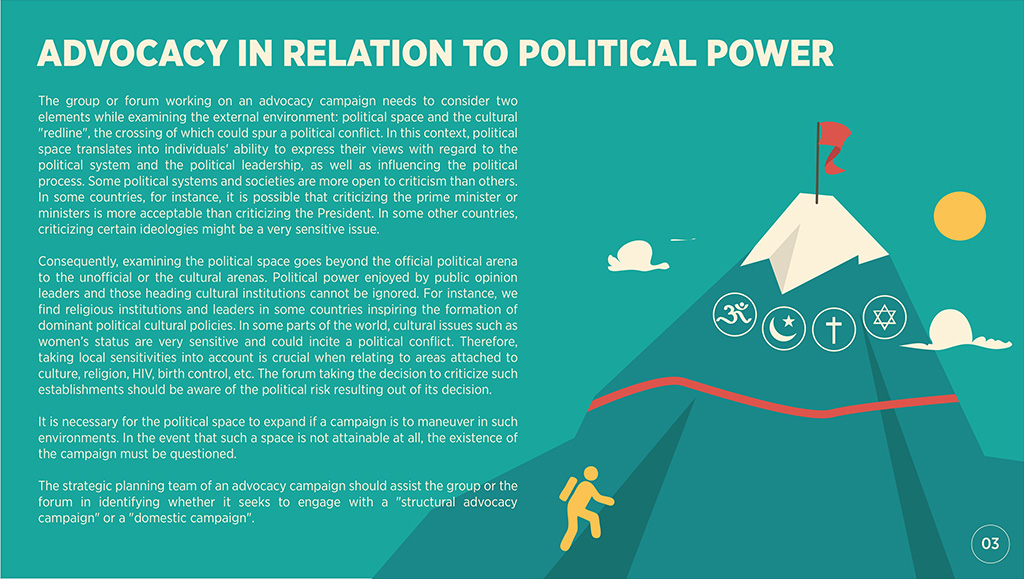 ADVOCACY IN RELATION TO POLITICAL POWER
The group or forum working on an advocacy campaign needs to consider two
elements while examining the external environment: political space and the cultural
"redline", the crossing of which could spur a political conflict. In this context, political
space translates into individuals' ability to express their views with regard to the
political system and the political leadership, as well as influencing the political
process. Some political systems and societies are more open to criticism than others.
In some countries, for instance, it is possible that criticizing the prime minister or
ministers is more acceptable than criticizing the President. In some other countries,
criticizing certain ideologies might be a very sensitive issue.
Consequently, examining the political space goes beyond the official political arena
to the unofficial or the cultural arenas. Political power enjoyed by public opinion
leaders and those heading cultural institutions cannot be ignored. For instance, we
find religious institutions and leaders in some countries inspiring the formation of
dominant political cultural policies. In some parts of the world, cultural issues such as
women's status are very sensitive and could incite a political conflict. Therefore,
taking local sensitivities into account is crucial when relating to areas attached to
culture, religion, HIV, birth control, etc. The forum taking the decision to criticize such
establishments should be aware of the political risk resulting out of its decision.
It is necessary for the political space to expand if a campaign is to maneuver in such
environments. In the event that such a space is not attainable at all, the existence of
the campaign must be questioned.
The strategic planning team of an advocacy campaign should assist the group or the
forum in identifying whether it seeks to engage with a "structural advocacy
campaign" or a "domestic campaign".
03